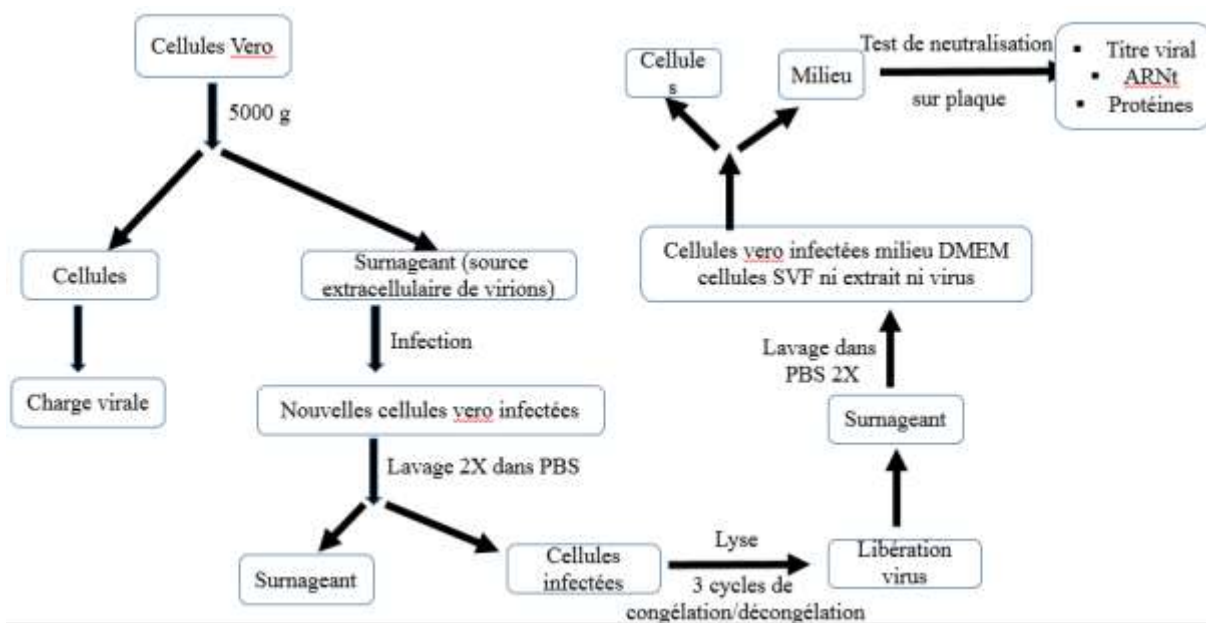 Cellules Vero
5000 g
Cellules
Surnageant (source
extracellulaire de virions)
Charge virale
Infection
Nouvelles cellules vero infectées
Lavage 2X dans PBS
Surnageant
Cellules
infectées
Lyse
3 cycles de
congélation/décongélation
Libération
virus
Surnageant
Lavage dans
PBS 2X
Cellules vero infectées milieu DMEM
cellules SVF ni extrait ni virus
Cellule
s
Milieu
Test de neutralisation
sur plaque
▪ Titre viral
▪ ARNt
▪ Protéines